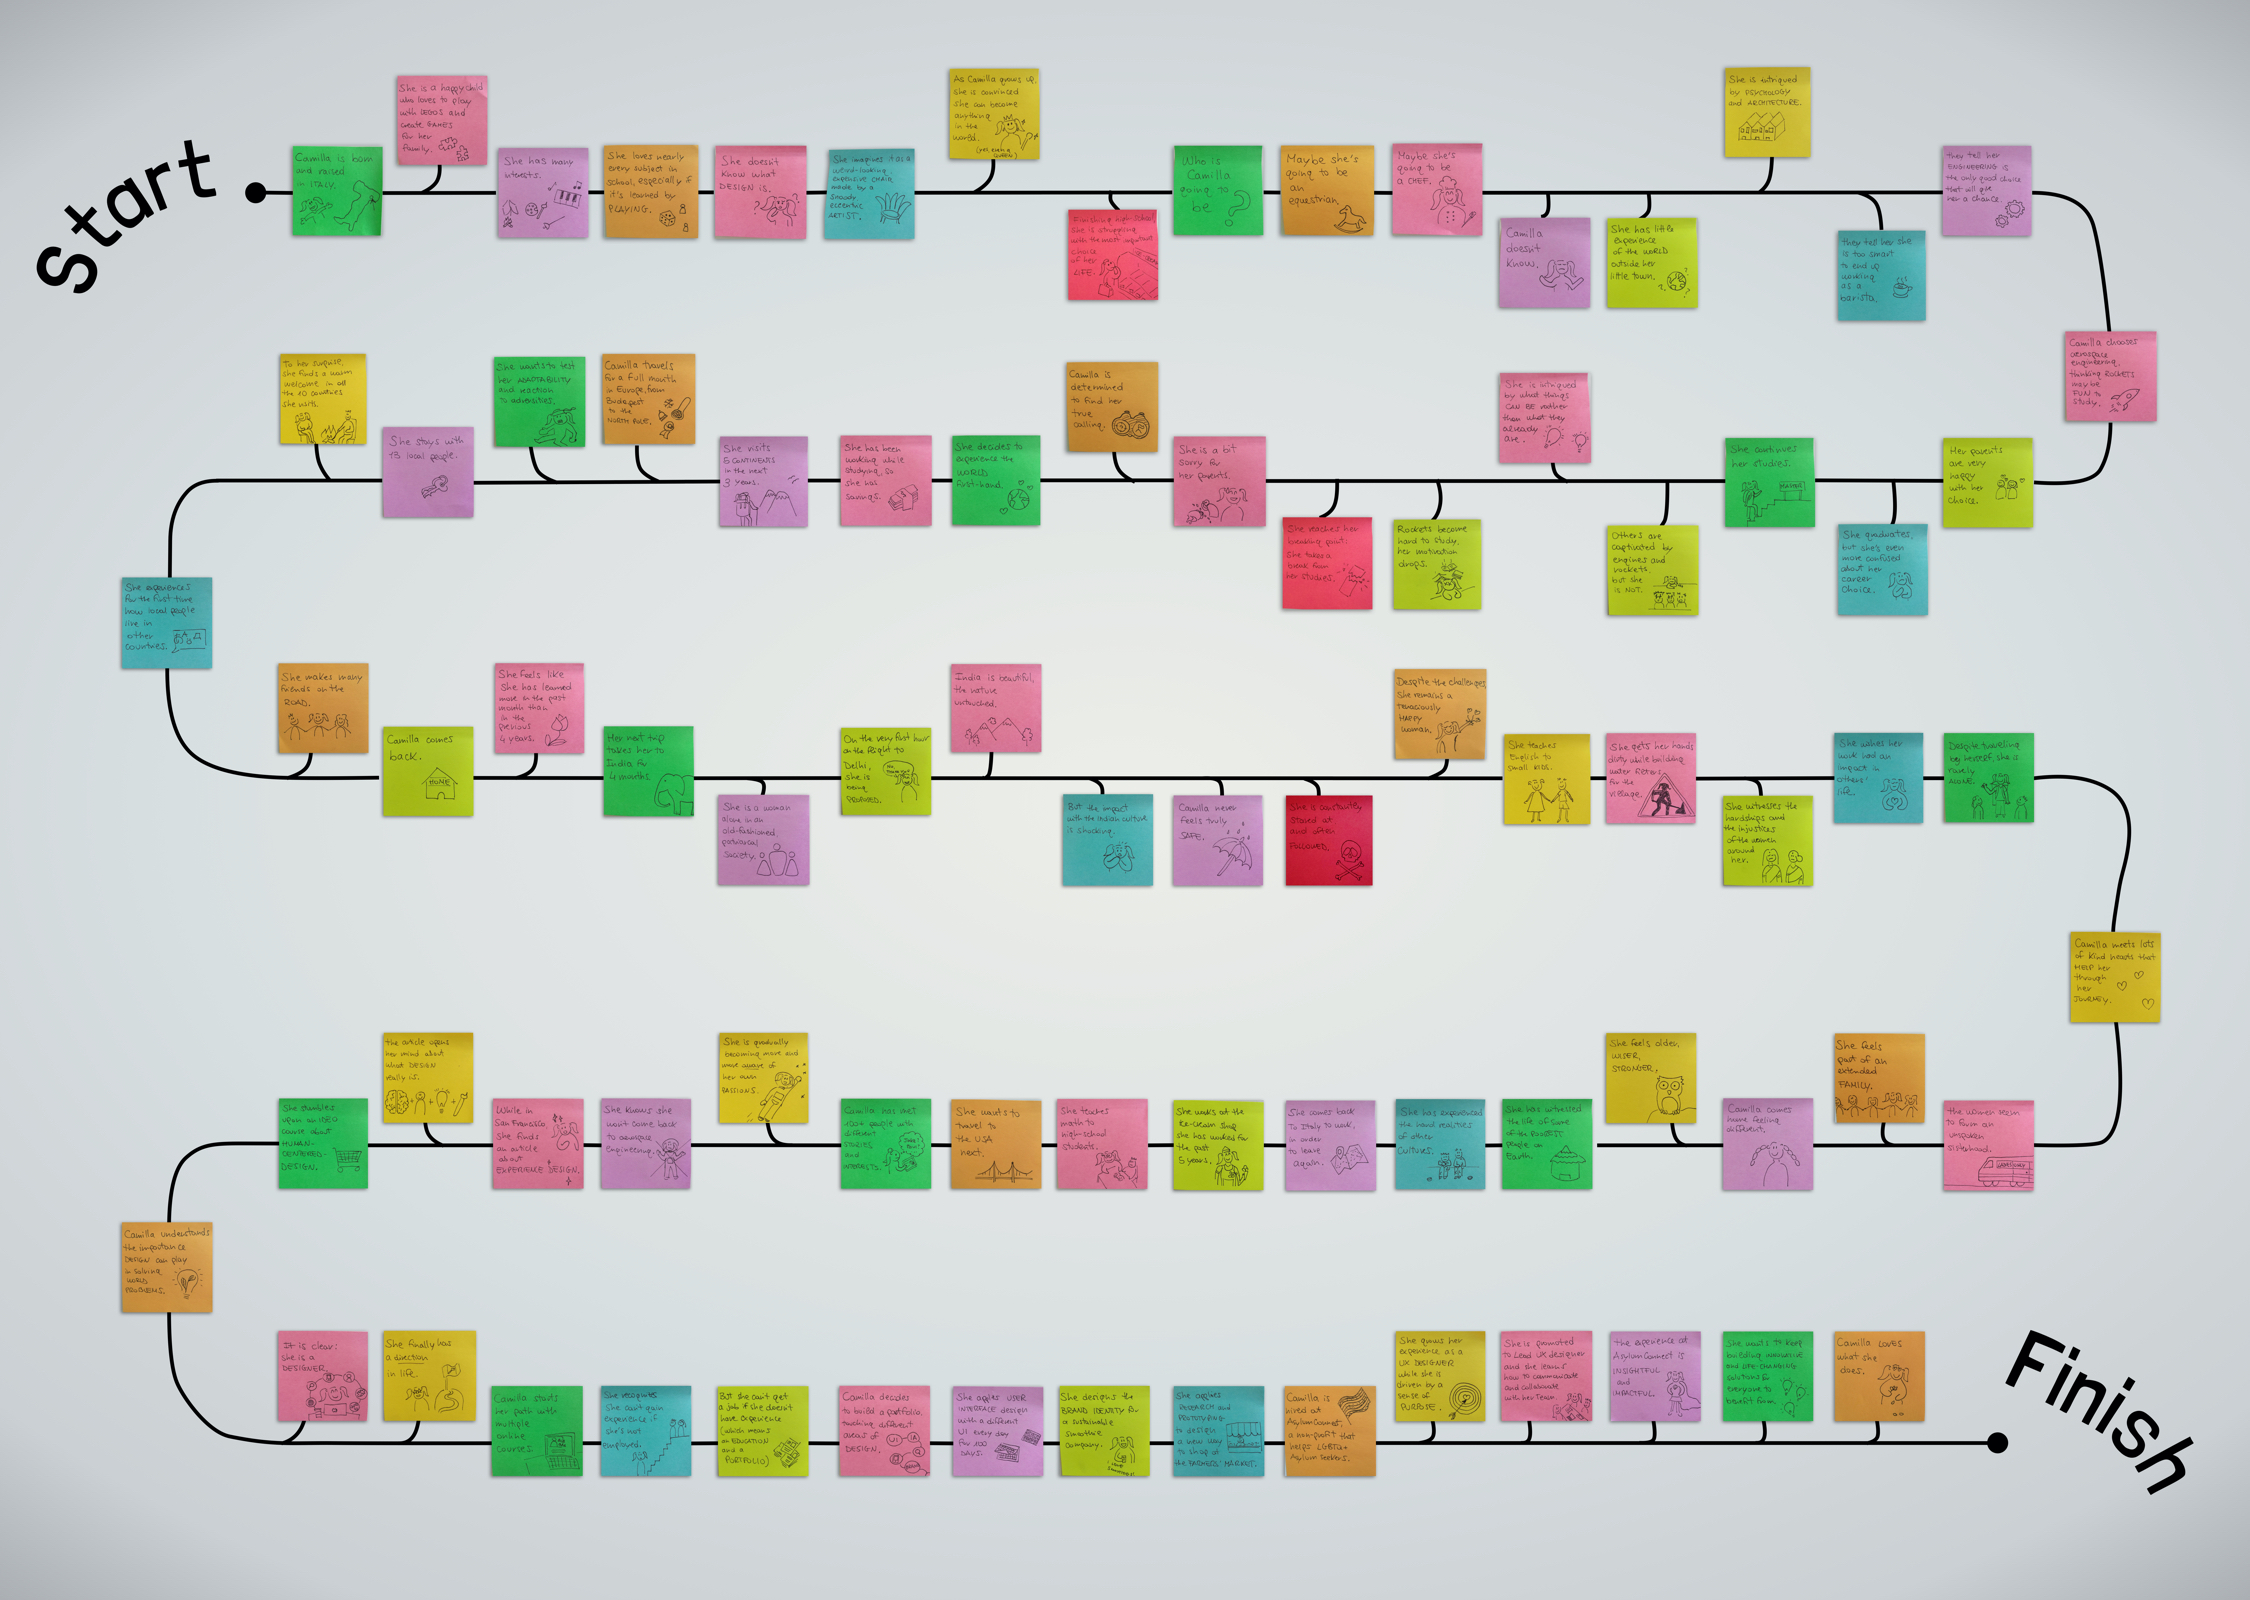 Start
Camilla is born
and raised
in ITALY.
She is a happy child
who loves to play
with LEGOS and
create GAMES
for her
family.
She has many
interests.
She loves nearly
every subject in
school, especially if
it's learned by
PLAYING.
She doesn't
know what
DESIGN is.
She imagines it as a
weird-looking,
expensive CHAIR
made by a
snooty
eccentric
ARTIST.
As Camilla grows up,
she is convinced
she can become
anything
in the
world.
(yes, even a
QUEEN)
Finishing high-school,
She is struggling
with the most important
choice
of her
LIFE.
Who is
Camilla
going to
be ?
Maybe she's
going to be
an
equestrian.
Maybe she's
going to be
a CHEF.
Camilla
doesn't
know.
She has little
experience
of the WORLD
outside her
little town.
She is intrigued
by PSYCHOLOGY
and ARCHITECTURE.
they tell her she
is too smart
to end up
working
as a
barista.
they tell her
ENGINEERING is
the only good choice
that will give
her a chance.
Camilla chooses
aerospace
engineering,
thinking ROCKETS
may be
FUN to
study.
Her parents
are very
happy
with her
choice.
She graduates,
but she's even
more confused
about her
career
choice.
She continues
her studies.
MASTER
Others are
captivated by
engines and
rockets,
but she
is NOT.
She is intrigued
by what things
CAN BE rather
than what they
already
are.
Rockets become
hard to study,
her motivation
drops.
She reaches her
breaking point:
She takes a
break from
her studies.
She is a bit
sorry for
her parents.
Camilla is
determined
to find her
true
calling.
She decides to
experience the
WORLD
first-hand.
She has been
working while
studying, so
she has
savings.
She visits
5 CONTINENTS
in the next
3 years.
Camilla travels
for a full month
in Europe, from
Budapest
to the
NORTH POLE.
She wants to test
her ADAPTABILITY
and reaction
to adversities.
She stays with
13 local people.
To her surprise,
she finds a warm
welcome in all
the 10 countries
she visits.
She experiences
for the first time
how local people
live in
other
countries.
She makes many
friends on the
ROAD.
Camilla comes
back.
HOME
She feels like
She has learned
more in the past
month than
in the
previous
4 years.
Her next trip
takes her to
India for
4 months.
She is a woman
alone in an
old-fashioned,
patriarcal
society.
On the very first hour
on the flight to
Delhi,
she is
being
PROPOSED.
India is beautiful,
the nature
untouched.
But the impact
with the Indian culture
is shocking.
Camilla never
feels truly
SAFE.
She is constantly
stared at
and often
FOLLOWED.
Despite the challenges,
She remains a
tenaciously
HAPPY
woman.
She teaches
English to
small kids.
She gets her hands
dirty while building
water filters
for the
village.
She witnesses the
hardships and
the injustices
of the women
around
her.
She wishes her
work had an
impact in
others'
life.
Despite traveling
by herself, she is
rarely
ALONE.
Camilla meets lots
of kind hearts that
HELP her
through
her
JOURNEY.
the women seem
to form an
unspoken
sisterhood.
She feels
part of an
extended
FAMILY.
Camilla comes
home feeling
different.
She feels older,
WISER,
STRONGER.
She has witnessed
the life of some
of the POOREST
people on
Earth.
She has experienced
the hard realities
of other
cultures.
She comes back
To Italy to work,
in order
to leave
again.
She works at the
ice-cream shop
she has worked for
the past
5 years.
She teaches
math to
high-school
students.
She wants to
travel to
the USA
next.
Camilla has met
100+ people with
different
STORIES
and
INTERESTS.
She is gradually
becoming more and
more aware of
her own
PASSIONS.
She knows she
won't come back
to aerospace
engineering.
While in
San Francisco,
She finds
an article
about
EXPERIENCE DESIGN.
the article opens
her mind about
what DESIGN
really is.
She stumbles
upon an IDEO
course about
HUMAN-
CENTERED-
DESIGN.
Camilla understands
the importance
DESIGN can play
in solving
WORLD
PROBLEMS.
It is clear:
she is a
DESIGNER.
She finally has
a direction
in life.
Camilla starts
her path with
multiple
online
courses.
She recognizes
She can't gain
experience if
she's not
employed.
But she can't get
a job if she doesn't
have experience
(which means
an EDUCATION
and a
PORTFOLIO)
Camilla decides
to build a portfolio,
touching different
areas of
DESIGN.
She applies USER
INTERFACE design
with a different
UI every day
for 100
DAYS.
She designs the
BRAND IDENTITY for
a sustainable
smoothie
company.
She applies
RESEARCH and
PROTOTYPING
to design
a new way
to shop at
the FARMERS' MARKET.
Camilla is
hired at
AsylumConnect,
a non-profit that
helps LGBTQ+
Asylum seekers.
She grows her
experience as a
UX DESIGNER
while she is
driven by a
sense of
PURPOSE.
She is promoted
to Lead UX designer
and she learns
how to communicate
and collaborate
with her team.
the experience at
AsylumConnect is
INSIGHTFUL
and
IMPACTFUL.
She wants to keep
building innovative
and LIFE-CHANGING
solutions for
everyone to
benefit from.
Camilla LOVES
what she
does.
Finish